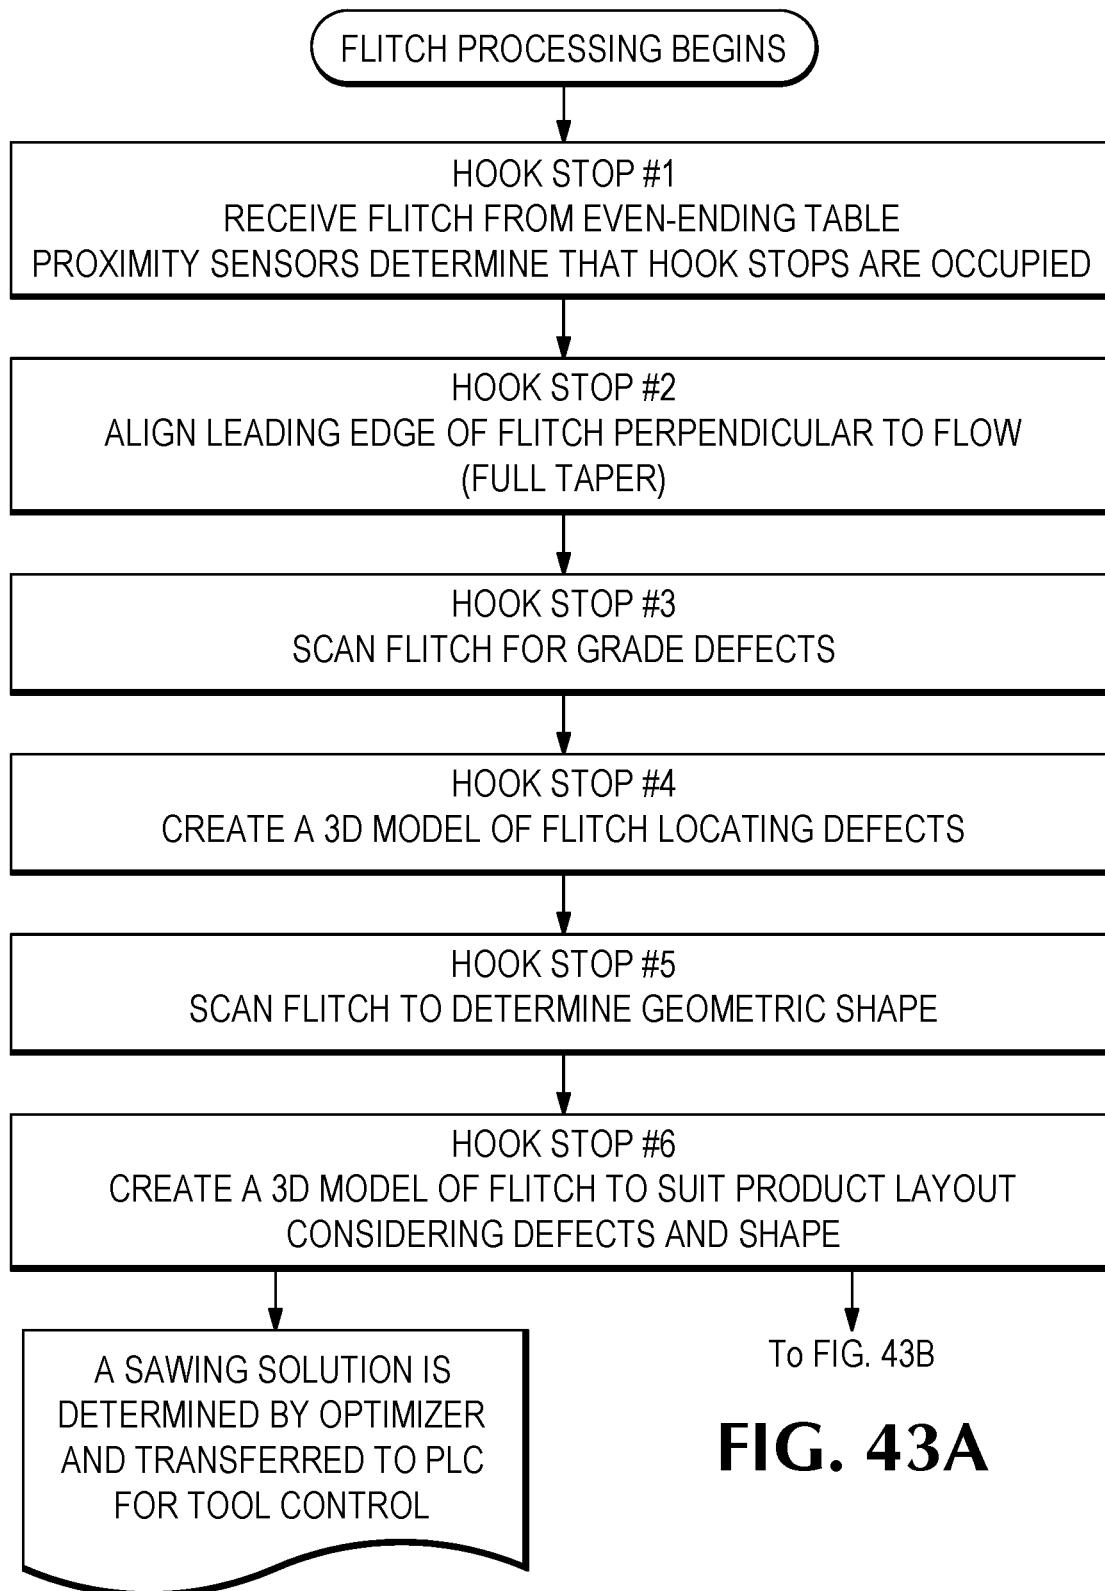 FLITCH PROCESSING BEGINS
HOOK STOP #1
RECEIVE FLITCH FROM EVEN-ENDING TABLE
PROXIMITY SENSORS DETERMINE THAT HOOK STOPS ARE OCCUPIED
HOOK STOP #2
ALIGN LEADING EDGE OF FLITCH PERPENDICULAR TO FLOW
(FULL TAPER)
HOOK STOP #3
SCAN FLITCH FOR GRADE DEFECTS
HOOK STOP #4
CREATE A 3D MODEL OF FLITCH LOCATING DEFECTS
HOOK STOP #5
SCAN FLITCH TO DETERMINE GEOMETRIC SHAPE
HOOK STOP #6
CREATE A 3D MODEL OF FLITCH TO SUIT PRODUCT LAYOUT
CONSIDERING DEFECTS AND SHAPE
A SAWING SOLUTION IS
DETERMINED BY OPTIMIZER
AND TRANSFERRED TO PLC
FOR TOOL CONTROL
To FIG. 43B
FIG. 43A